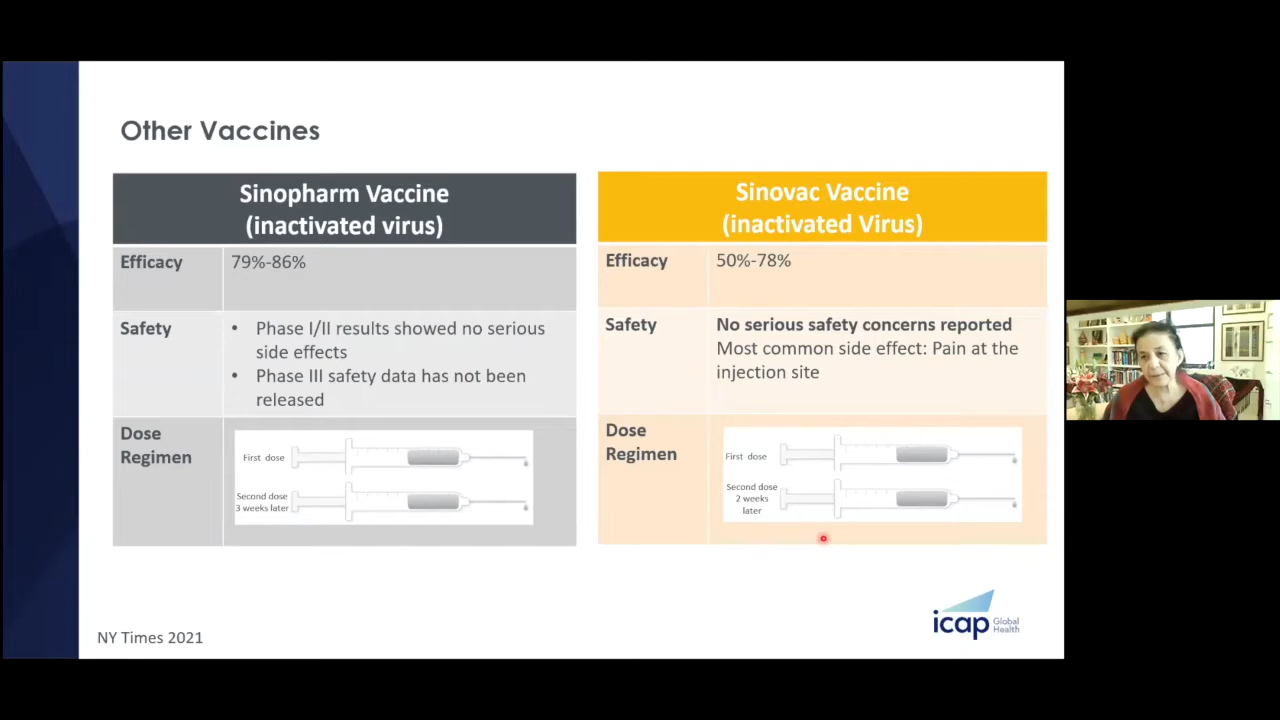 Other Vaccines
Sinopharm Vaccine
(inactivated virus)
Efficacy
79%-86%
Safety
• Phase I/II results showed no serious
side effects
• Phase III safety data has not been
released
Dose
Regimen
First dose
Second dose
3 weeks later
Sinovac Vaccine
(inactivated Virus)
Efficacy
50%-78%
Safety
No serious safety concerns reported
Most common side effect: Pain at the
injection site
Dose
Regimen
First dose
Second dose
2 weeks
later
NY Times 2021
icap Global
Health